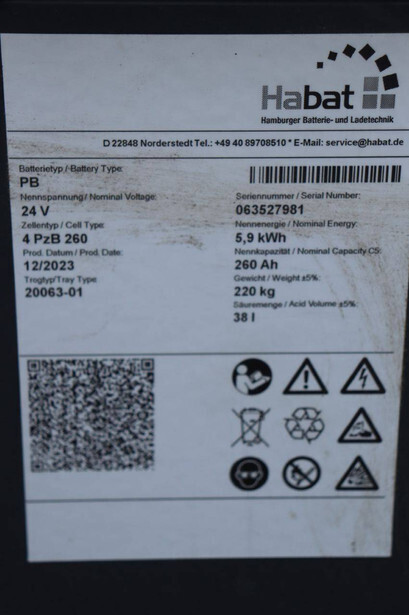 Habat
Hamburger Batterie- und Ladetechnik
D 22848 Norderstedt Tel.: +49 40 89708510 * E-Mail: service@habat.de
Batterietyp / Battery Type:
PB
Nennspannung / Nominal Voltage:
24 V
Zellentyp / Cell Type:
4 PzB 260
Prod. Datum / Prod. Date:
12/2023
Trogtyp/Tray Type:
20063-01
Seriennummer / Serial Number:
063527981
Nennenergie / Nominal Energy:
5,9 kWh
Nennkapazität / Nominal Capacity C5:
260 Ah
Gewicht / Weight ±5%:
220 kg
Säuremenge / Acid Volume ±5%:
38 l